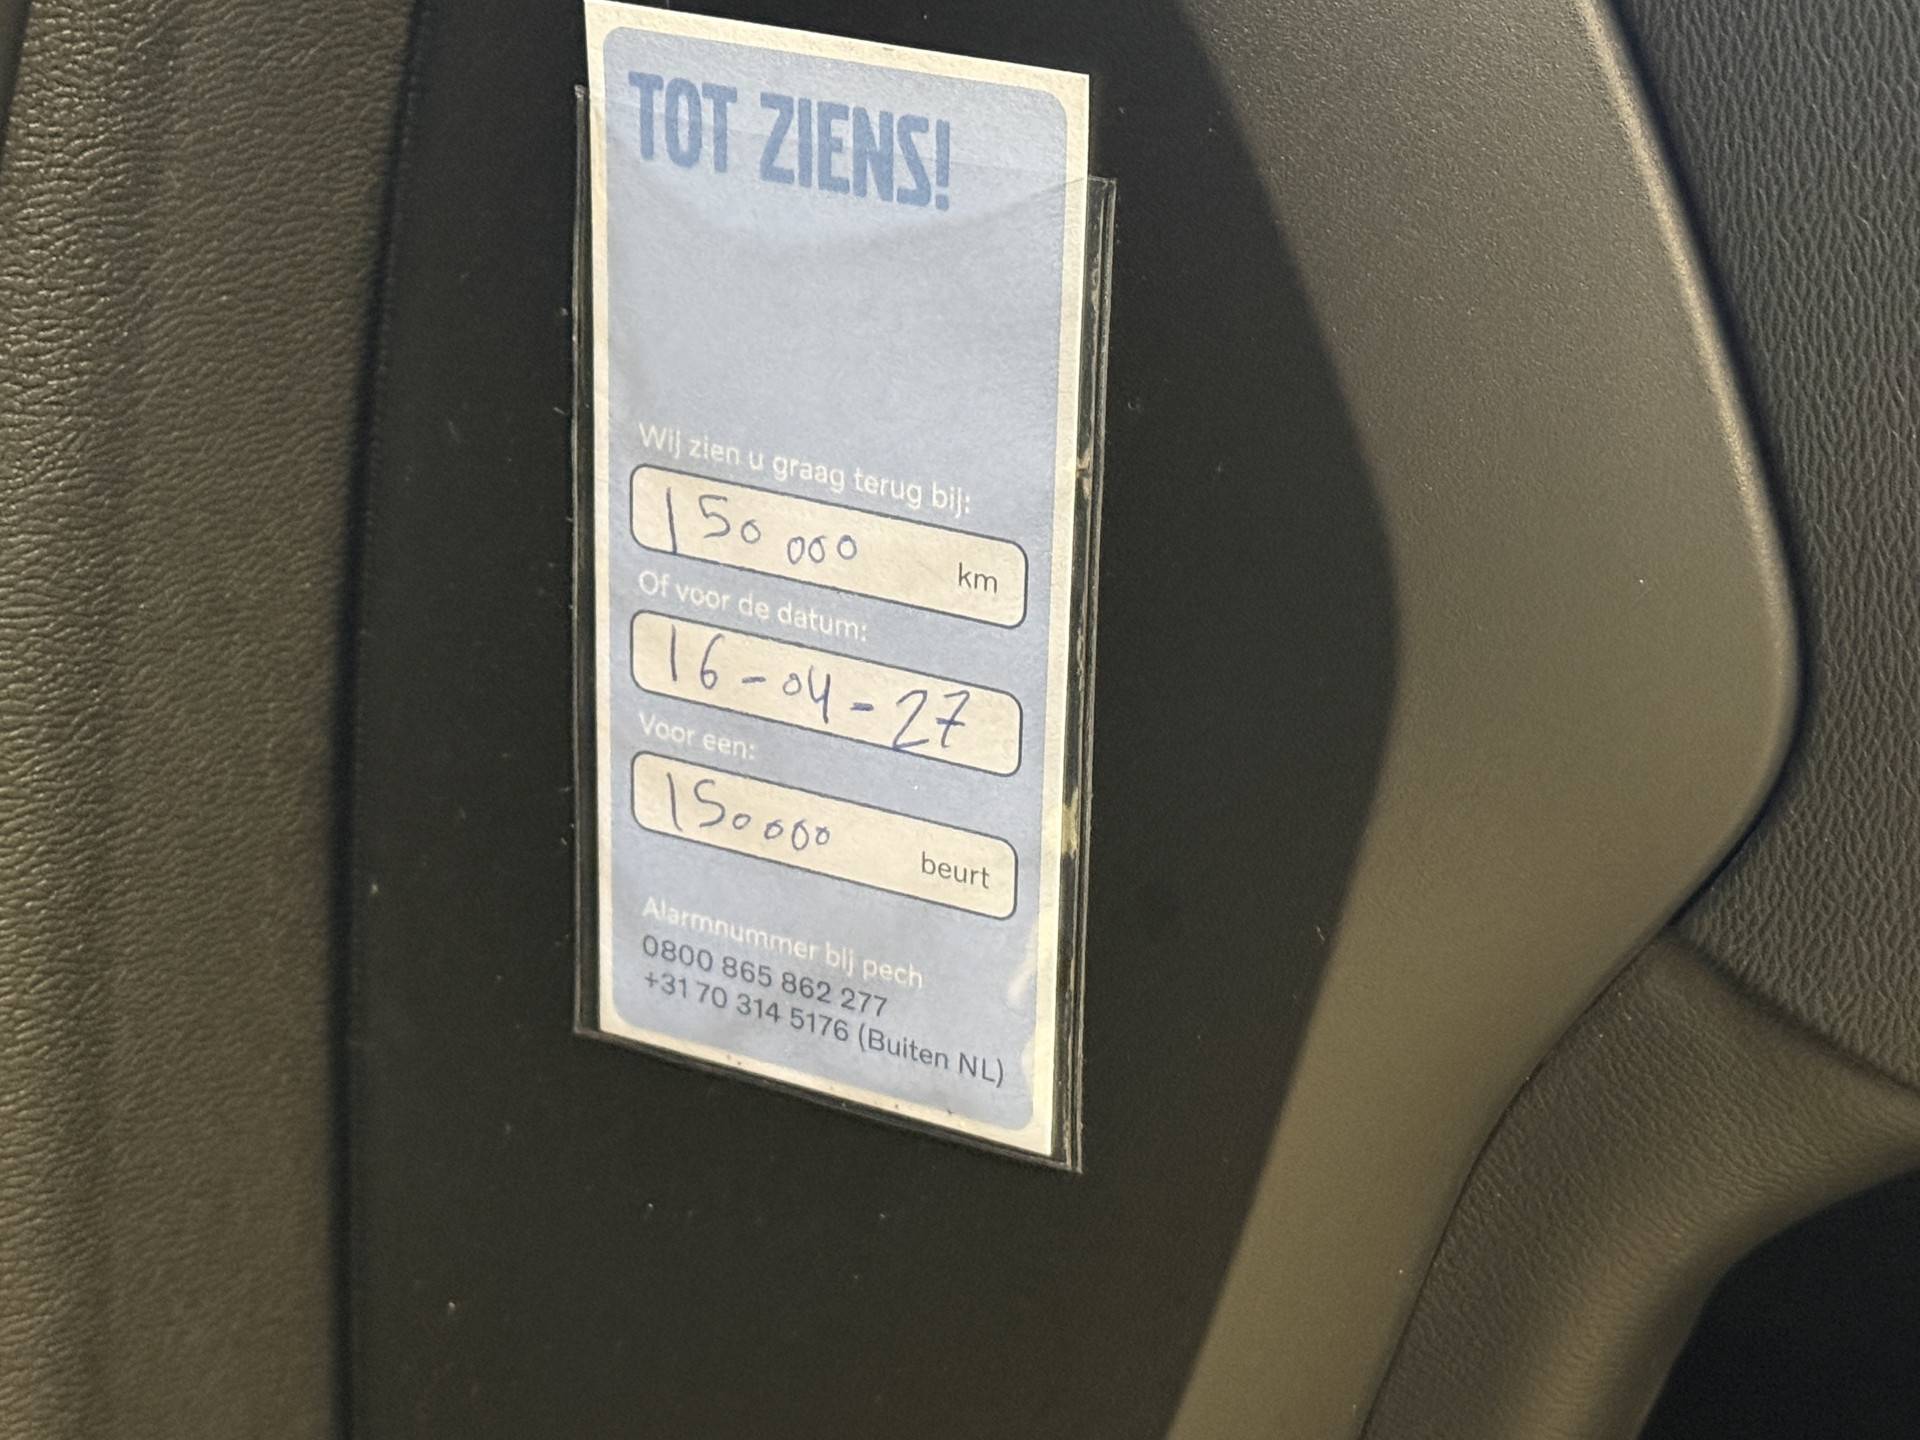 TOT ZIENS!
Wij zien u graag terug bij:
150 000 km
Of voor de datum:
16-04-27
Voor een:
150000 beurt
Alarmnummer bij pech
0800 865 862 277
+31 70 314 5176 (Buiten NL)